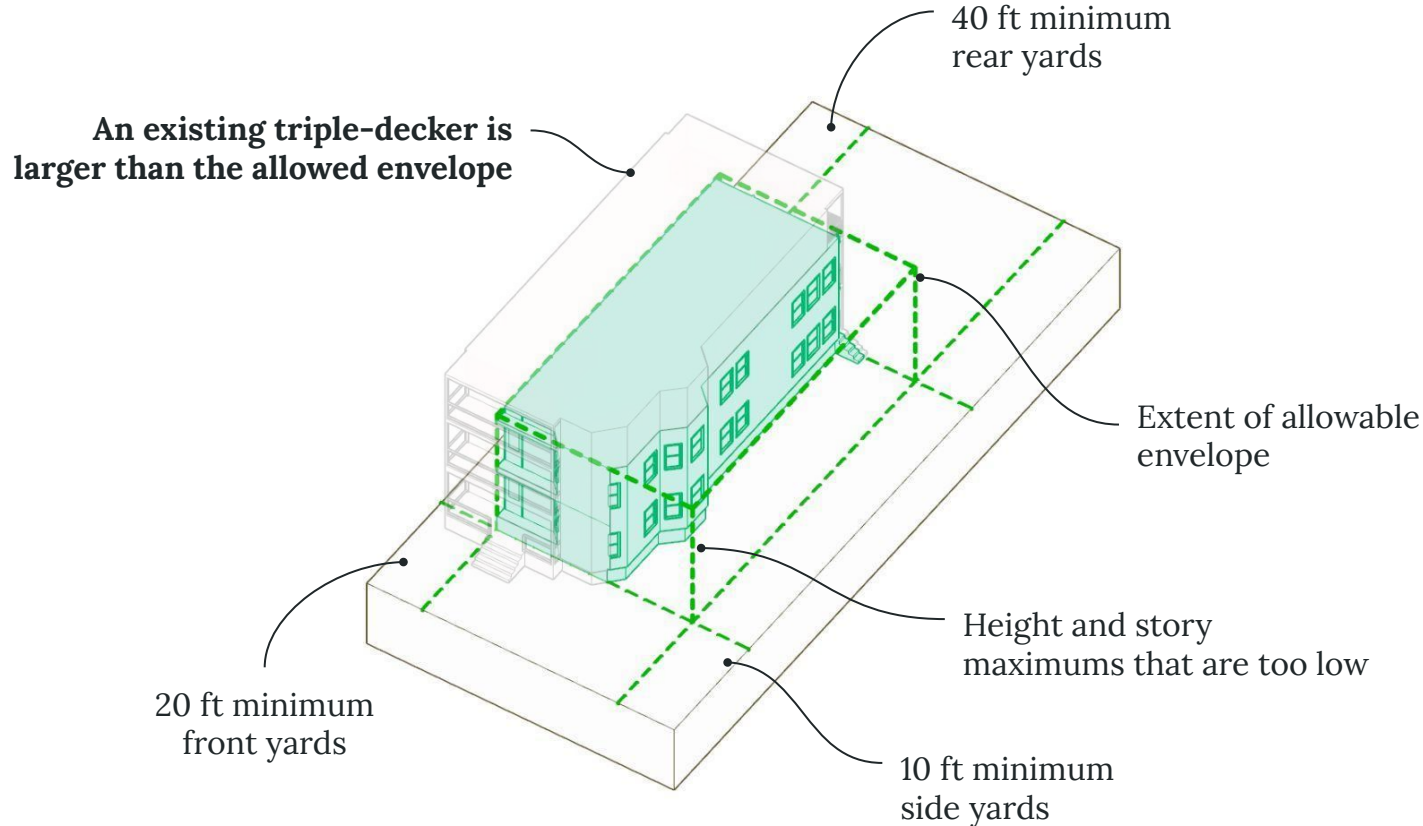 40 ft minimum
rear yards
An existing triple-decker is
larger than the allowed envelope
Extent of allowable
envelope
Height and story
maximums that are too low
20 ft minimum
front yards
10 ft minimum
side yards